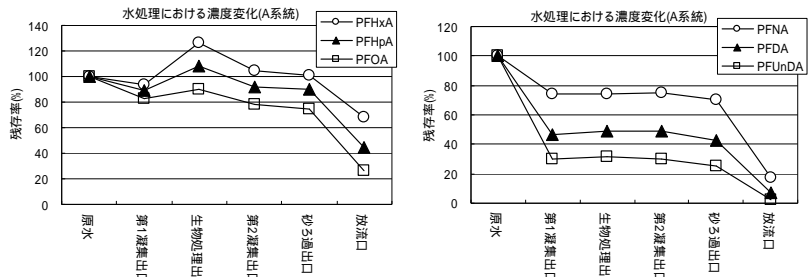 水処理における濃度変化(A系統)
PFHxA
PFHpA
PFOA
残存率(%)
140
120
100
80
60
40
20
0
原水
第1凝集出口
生物処理出
第2凝集出口
砂ろ過出口
放流口
水処理における濃度変化(A系統)
PFNA
PFDA
PFUnDA
残存率(%)
120
100
80
60
40
20
0
原水
第1凝集出口
生物処理出口
第2凝集出口
砂ろ過出口
放流口